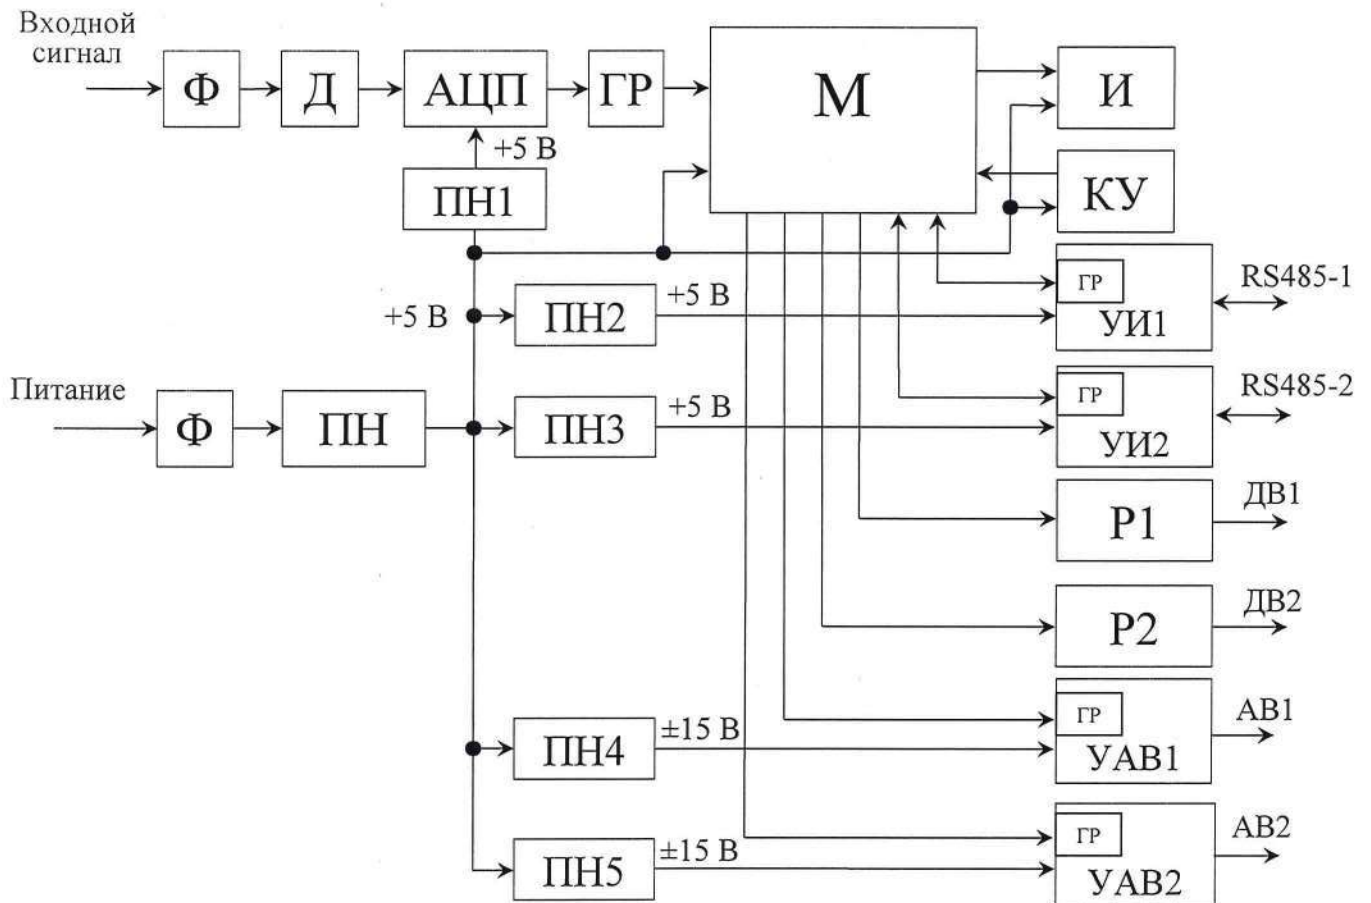 Входной
сигнал
Ф
Д
АЦП
ГР
М
И
+5 В
ПН1
КУ
ГР
УИ1
RS485-1
+5 В
ПН2
+5 В
Питание
Ф
ПН
ПН3
+5 В
ГР
УИ2
RS485-2
Р1
ДВ1
Р2
ДВ2
ПН4
±15 В
ГР
УАВ1
АВ1
ПН5
±15 В
ГР
УАВ2
АВ2